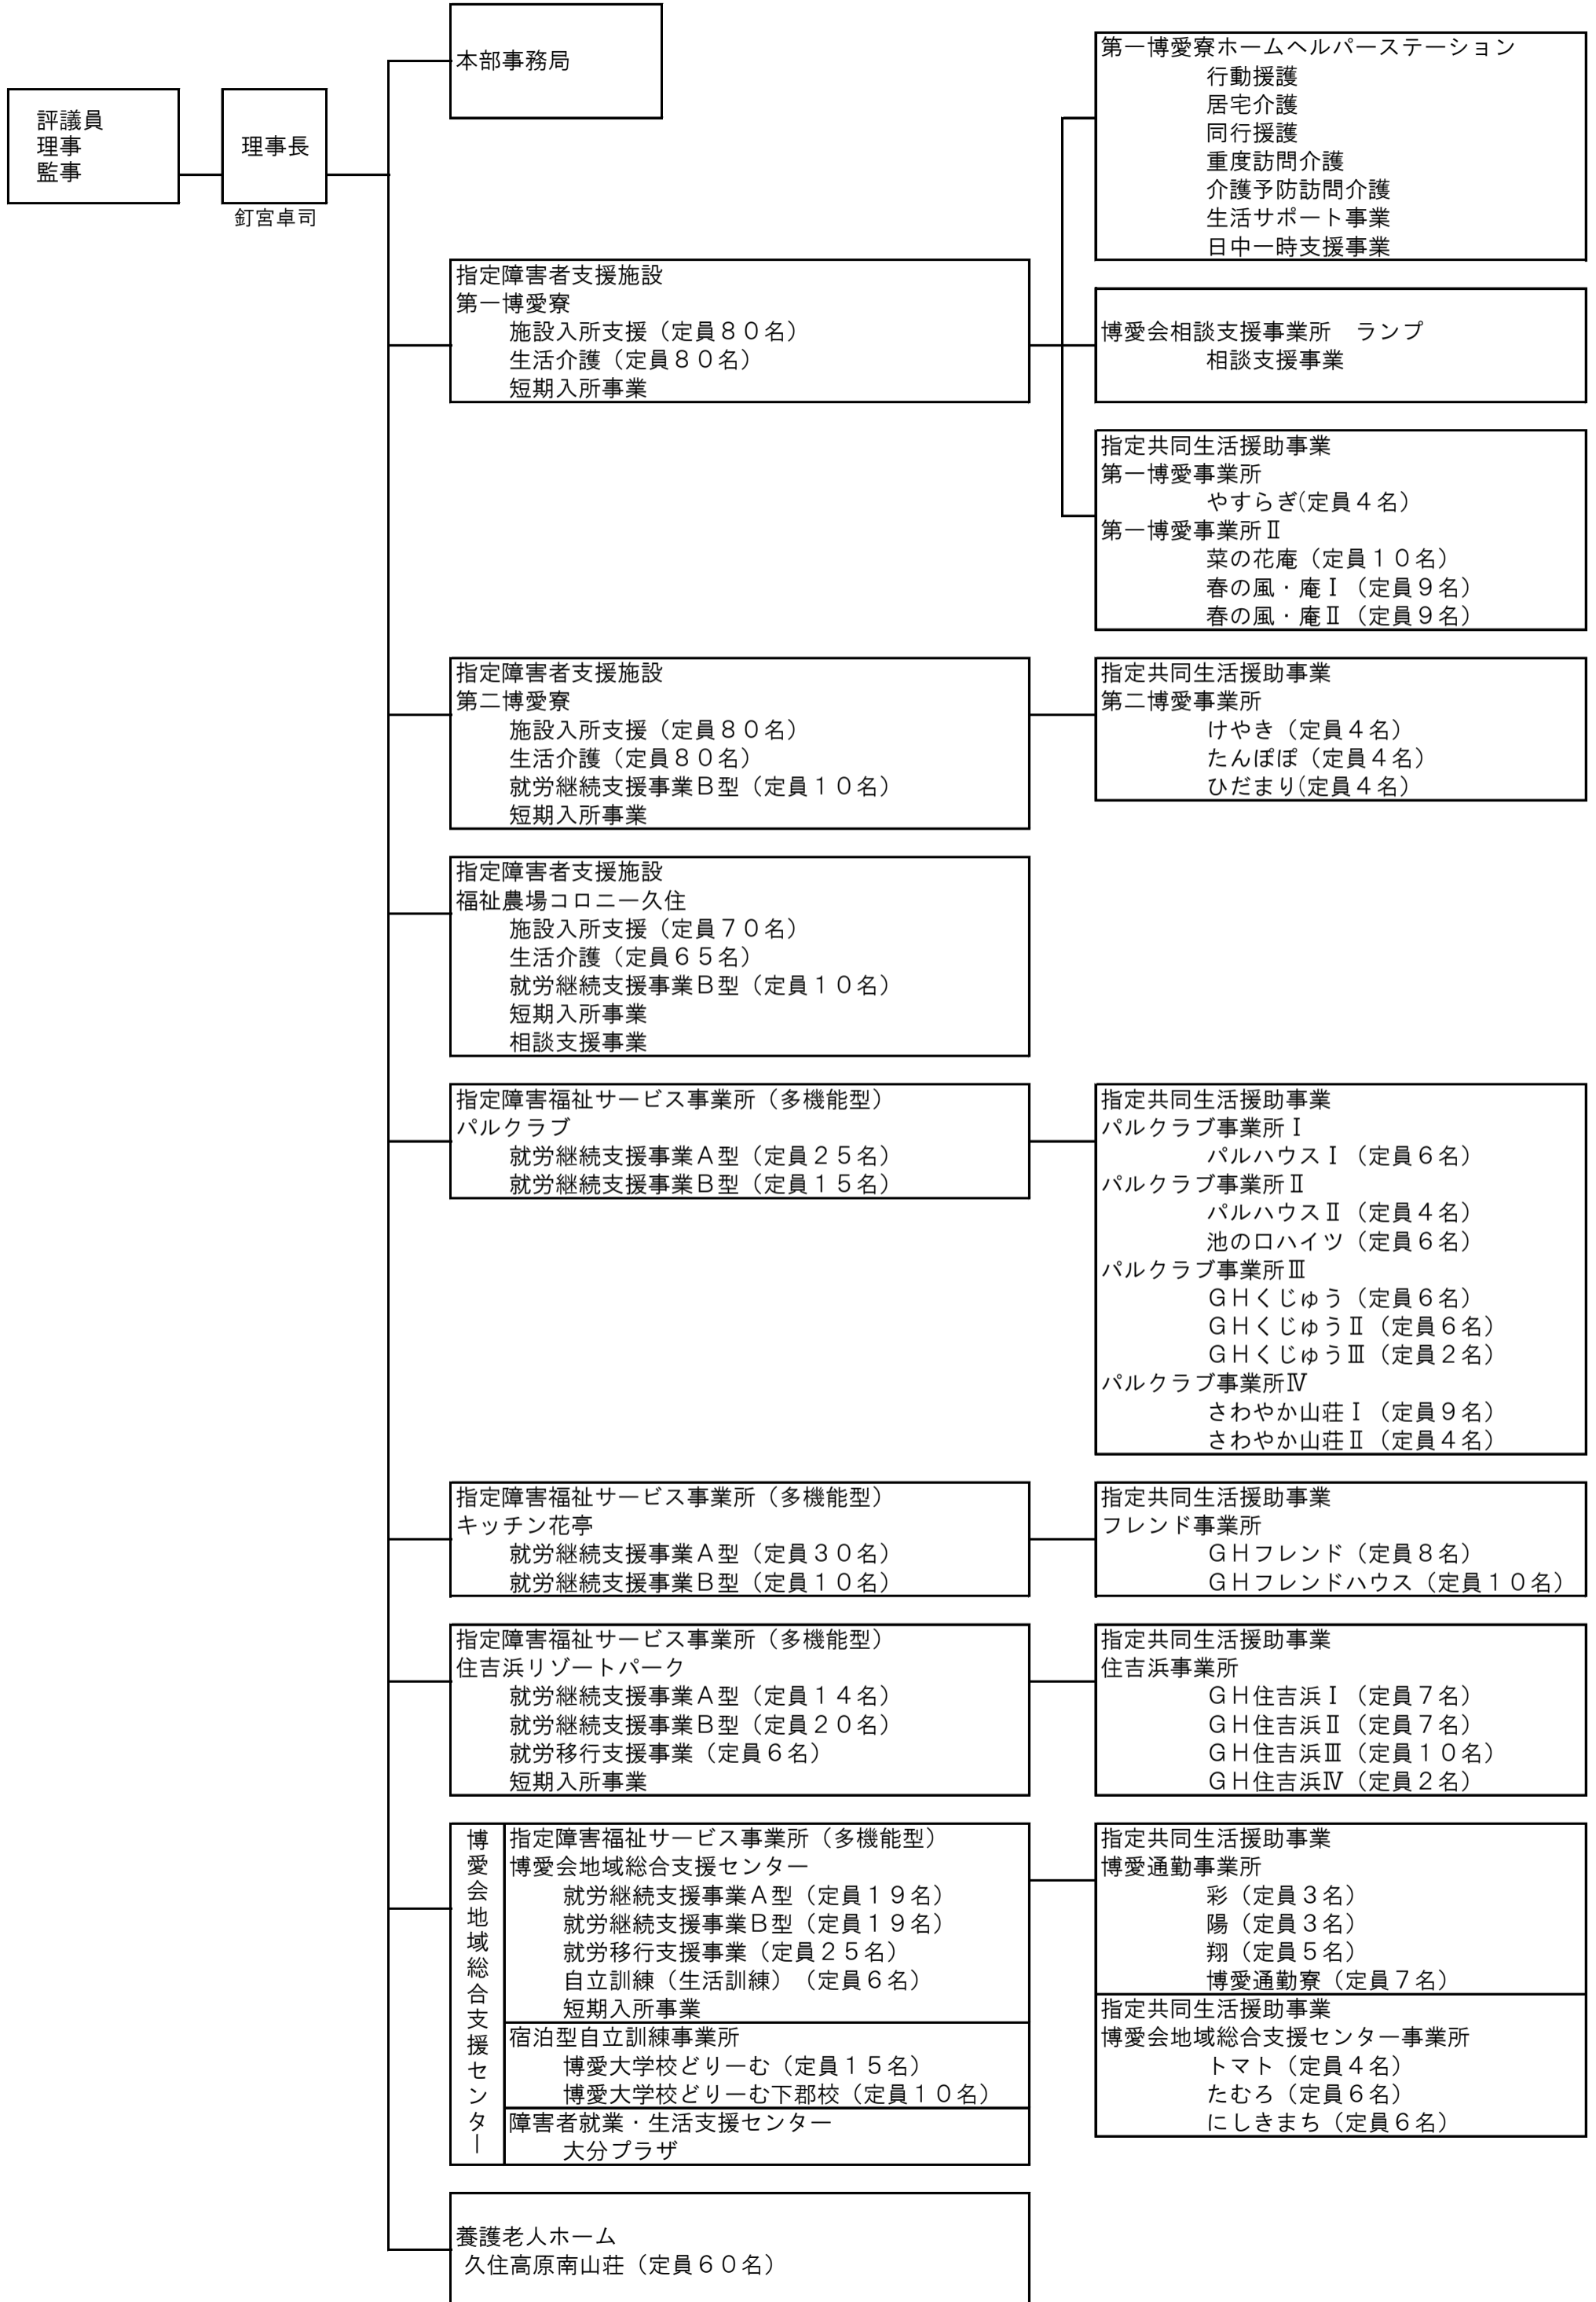 評議員
理事
監事
理事長
釘宮卓司
本部事務局
指定障害者支援施設
第一博愛寮
施設入所支援（定員８０名）
生活介護（定員８０名）
短期入所事業
第一博愛寮ホームヘルパーステーション
行動援護
居宅介護
同行援護
重度訪問介護
介護予防訪問介護
生活サポート事業
日中一時支援事業
博愛会相談支援事業所　ランプ
相談支援事業
指定共同生活援助事業
第一博愛事業所
やすらぎ(定員４名）
第一博愛事業所Ⅱ
菜の花庵（定員１０名）
春の風・庵Ⅰ（定員９名）
春の風・庵Ⅱ（定員９名）
指定障害者支援施設
第二博愛寮
施設入所支援（定員８０名）
生活介護（定員８０名）
就労継続支援事業Ｂ型（定員１０名）
短期入所事業
指定共同生活援助事業
第二博愛事業所
けやき（定員４名）
たんぽぽ（定員４名）
ひだまり(定員４名）
指定障害者支援施設
福祉農場コロニー久住
施設入所支援（定員７０名）
生活介護（定員６５名）
就労継続支援事業Ｂ型（定員１０名）
短期入所事業
相談支援事業
指定障害福祉サービス事業所（多機能型）
パルクラブ
就労継続支援事業Ａ型（定員２５名）
就労継続支援事業Ｂ型（定員１５名）
指定共同生活援助事業
パルクラブ事業所Ⅰ
パルハウスⅠ（定員６名）
パルクラブ事業所Ⅱ
パルハウスⅡ（定員４名）
池の口ハイツ（定員６名）
パルクラブ事業所Ⅲ
ＧＨくじゅう（定員６名）
ＧＨくじゅうⅡ（定員６名）
ＧＨくじゅうⅢ（定員２名）
パルクラブ事業所Ⅳ
さわやか山荘Ⅰ（定員９名）
さわやか山荘Ⅱ（定員４名）
指定障害福祉サービス事業所（多機能型）
キッチン花亭
就労継続支援事業Ａ型（定員３０名）
就労継続支援事業Ｂ型（定員１０名）
指定共同生活援助事業
フレンド事業所
ＧＨフレンド（定員８名）
ＧＨフレンドハウス（定員１０名）
指定障害福祉サービス事業所（多機能型）
住吉浜リゾートパーク
就労継続支援事業Ａ型（定員１４名）
就労継続支援事業Ｂ型（定員２０名）
就労移行支援事業（定員６名）
短期入所事業
指定共同生活援助事業
住吉浜事業所
ＧＨ住吉浜Ⅰ（定員７名）
ＧＨ住吉浜Ⅱ（定員７名）
ＧＨ住吉浜Ⅲ（定員１０名）
ＧＨ住吉浜Ⅳ（定員２名）
博愛会地域総合支援センター
指定障害福祉サービス事業所（多機能型）
博愛会地域総合支援センター
就労継続支援事業Ａ型（定員１９名）
就労継続支援事業Ｂ型（定員１９名）
就労移行支援事業（定員２５名）
自立訓練（生活訓練）（定員６名）
短期入所事業
宿泊型自立訓練事業所
博愛大学校どりーむ（定員１５名）
博愛大学校どりーむ下郡校（定員１０名）
障害者就業・生活支援センター
大分プラザ
指定共同生活援助事業
博愛通勤事業所
彩（定員３名）
陽（定員３名）
翔（定員５名）
博愛通勤寮（定員７名）
指定共同生活援助事業
博愛会地域総合支援センター事業所
トマト（定員４名）
たむろ（定員６名）
にしきまち（定員６名）
養護老人ホーム
久住高原南山荘（定員６０名）